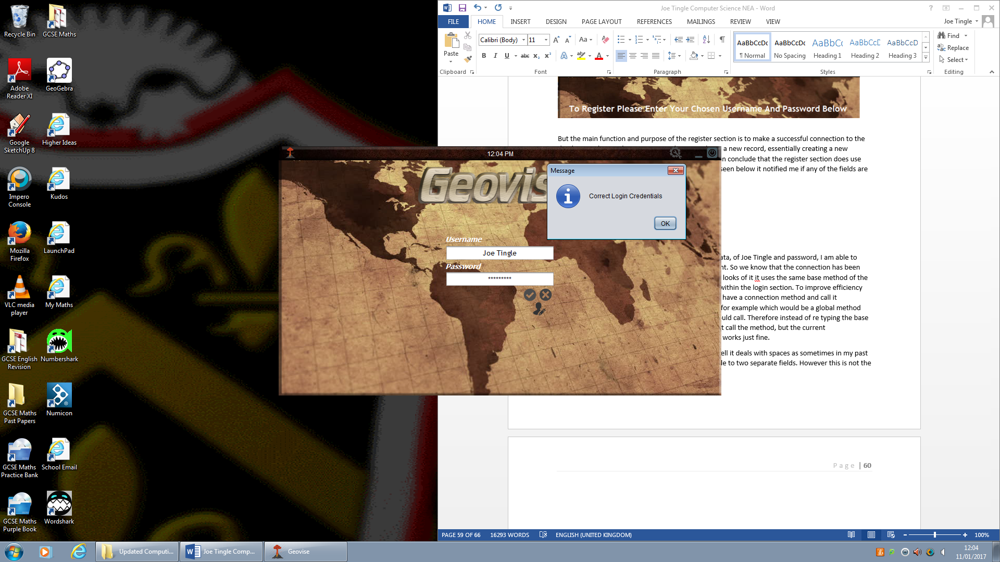 Recycle Bin
GCSE Maths
Adobe
Reader XI
GeoGebra
Google
SketchUp 8
Higher Ideas
Impero
Console
Kudos
Mozilla
Firefox
LaunchPad
VLC media
player
My Maths
GCSE English
Revision
Numbershark
GCSE Maths
Past Papers
Numicon
GCSE Maths
Practice Bank
School Email
GCSE Maths
Purple Book
Wordshark
Joe Tingle Computer Science NEA - Word
FILE HOME INSERT DESIGN PAGE LAYOUT REFERENCES MAILINGS REVIEW VIEW Joe Tingle
Paste
Calibri (Body) 11
AaBbCcDc AaBbCcDc AaBbCc AaBbCcD AaBbCcD
¶ Normal No Spacing Heading 1 Heading 2 Heading 3
Find
Replace
Select
Clipboard Font Paragraph Styles Editing
To Register Please Enter Your Chosen Username And Password Below
But the main function and purpose of the register section is to make a successful connection to the
a new record, essentially creating a new
n conclude that the register section does use
seen below it notified me if any of the fields are
ata, of Joe Tingle and password, I am able to
nt. So we know that the connection has been
looks of it it uses the same base method of the
within the login section. To improve efficiency
have a connection method and call it
for example which would be a global method
uld call. Therefore instead of re typing the base
t call the method, but the current
works just fine.
ell it deals with spaces as sometimes in my past
le to two separate fields. However this is not the
Page | 60
12:04 PM
Geovis
Username
Joe Tingle
Password
*********
Message
Correct Login Credentials
OK
PAGE 59 OF 66 16293 WORDS ENGLISH (UNITED KINGDOM) 100%
Updated Computi...
Joe Tingle Comp...
Geovise
12:04
11/01/2017